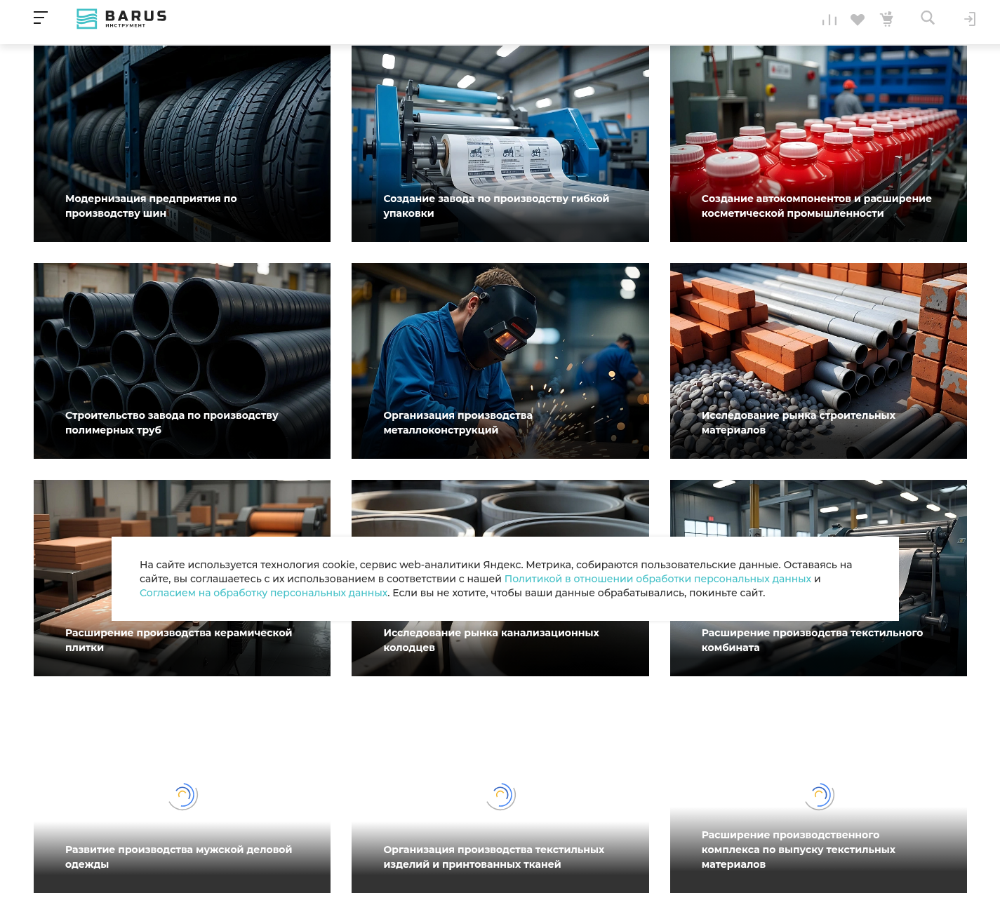 BARUS
ИНСТРУМЕНТ
Модернизация предприятия по
производству шин
Создание завода по производству гибкой
упаковки
Создание автокомпонентов и расширение
косметической промышленности
Строительство завода по производству
полимерных труб
Организация производства
металлоконструкций
Исследование рынка строительных
материалов
На сайте используется технология cookie, сервис web-аналитики Яндекс. Метрика, собираются пользовательские данные. Оставаясь на
сайте, вы соглашаетесь с их использованием в соответствии с нашей Политикой в отношении обработки персональных данных и
Согласием на обработку персональных данных. Если вы не хотите, чтобы ваши данные обрабатывались, покиньте сайт.
Расширение производства керамической
плитки
Исследование рынка канализационных
колодцев
Расширение производства текстильного
комбината
Развитие производства мужской деловой
одежды
Организация производства текстильных
изделий и принтованных тканей
Расширение производственного
комплекса по выпуску текстильных
материалов